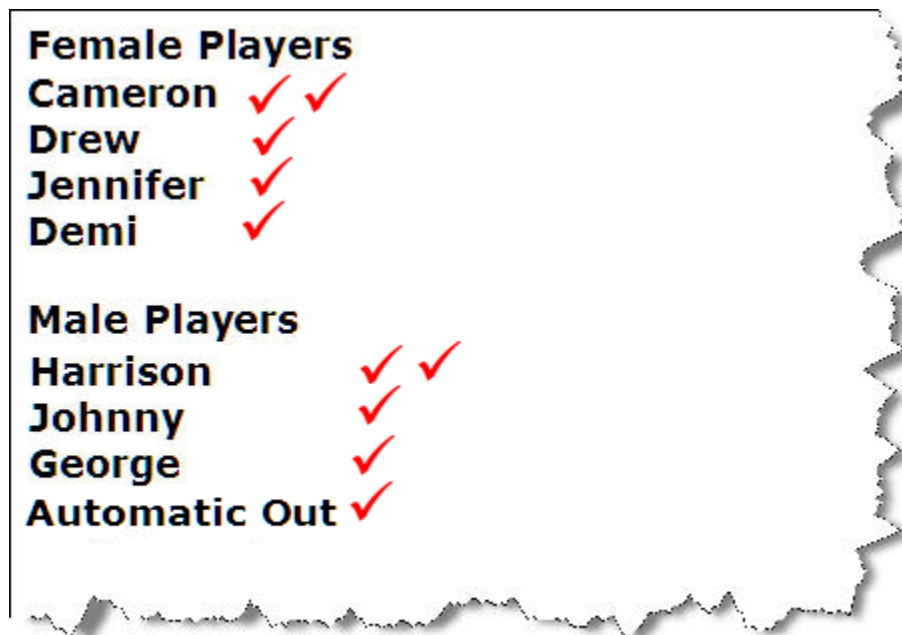 Female Players
Cameron ✓ ✓
Drew ✓
Jennifer ✓
Demi ✓
Male Players
Harrison ✓ ✓
Johnny ✓
George ✓
Automatic Out ✓